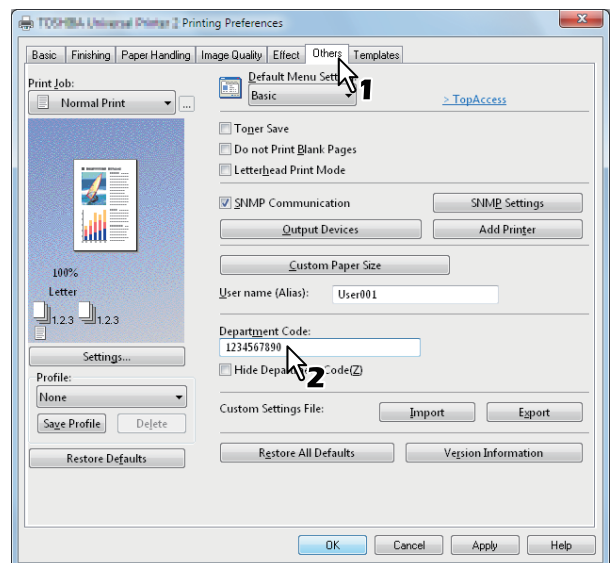 TOSHIBA Universal Printer 2 Printing Preferences
Basic Finishing Paper Handling Image Quality Effect Others Templates
Print Job:
Normal Print
...
Default Menu Sett
Basic
1
> TopAccess
Toner Save
Do not Print Blank Pages
Letterhead Print Mode
SNMP Communication
SNMP Settings
Output Devices
Add Printer
100%
Letter
1.2.3 1.2.3
Custom Paper Size
User name (Alias): User001
Department Code:
1234567890
Hide Depa Code(Z)
2
Settings...
Profile:
None
Save Profile Delete
Restore Defaults
Custom Settings File: Import Export
Restore All Defaults Version Information
OK Cancel Apply Help